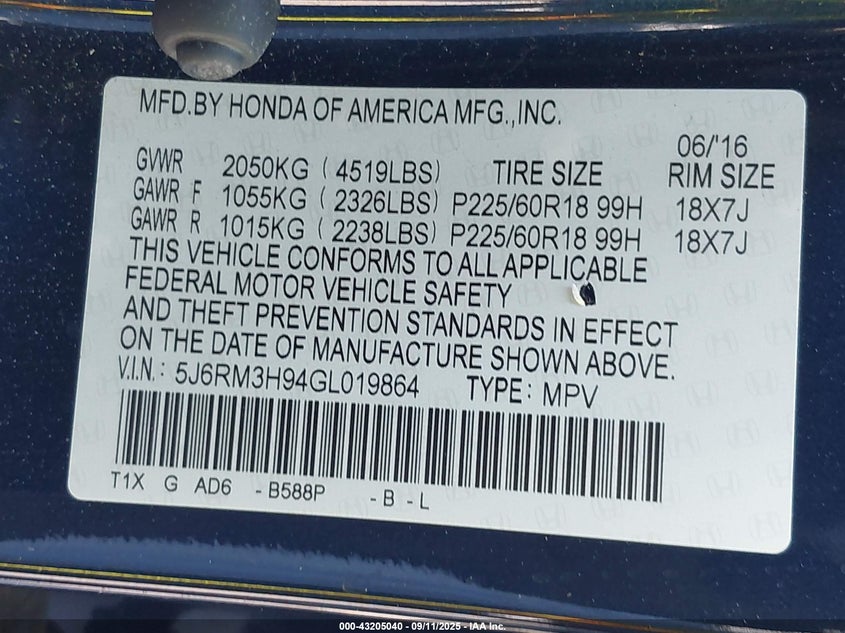 MFD.BY HONDA OF AMERICA MFG.,INC.
06/'16
GVWR 2050KG ( 4519LBS) TIRE SIZE RIM SIZE
GAWR F 1055KG ( 2326LBS) P225/60R18 99H 18X7J
GAWR R 1015KG ( 2238LBS) P225/60R18 99H 18X7J
THIS VEHICLE CONFORMS TO ALL APPLICABLE
FEDERAL MOTOR VEHICLE SAFETY
AND THEFT PREVENTION STANDARDS IN EFFECT
ON THE DATE OF MANUFACTURE SHOWN ABOVE.
V.I.N.: 5J6RM3H94GL019864 TYPE: MPV
T1X G AD6 -B588P -B -L
000-43205040 - 09/11/2025 - IAA Inc.